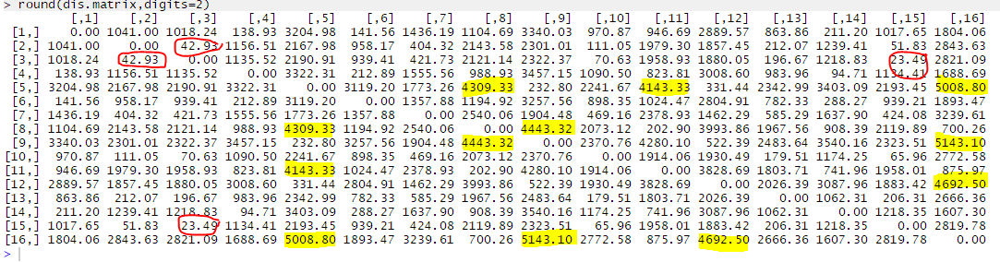 > round(dis.matrix,digits=2)
[,1] [,2] [,3] [,4] [,5] [,6] [,7] [,8] [,9] [,10] [,11] [,12] [,13] [,14] [,15] [,16]
[1,] 0.00 1041.00 1018.24 138.93 3204.98 141.56 1436.19 1104.69 3340.03 970.87 946.69 2889.57 863.86 211.20 1017.65 1804.06
[2,] 1041.00 0.00 42.93 1156.51 2167.98 958.17 404.32 2143.58 2301.01 111.05 1979.30 1857.45 212.07 1239.41 51.83 2843.63
[3,] 1018.24 42.93 0.00 1135.52 2190.91 939.41 421.73 2121.14 2322.37 70.63 1958.93 1880.05 196.67 1218.83 23.49 2821.09
[4,] 138.93 1156.51 1135.52 0.00 3322.31 212.89 1555.56 988.93 3457.15 1090.50 823.81 3008.60 983.96 94.71 1134.41 1688.69
[5,] 3204.98 2167.98 2190.91 3322.31 0.00 3119.20 1773.26 4309.33 232.80 2241.67 4143.33 331.44 2342.99 3403.09 2193.45 5008.80
[6,] 141.56 958.17 939.41 212.89 3119.20 0.00 1357.88 1194.92 3257.56 898.35 1024.47 2804.91 782.33 288.27 939.21 1893.47
[7,] 1436.19 404.32 421.73 1555.56 1773.26 1357.88 0.00 2540.06 1904.48 469.16 2378.93 1462.29 585.29 1637.90 424.08 3239.61
[8,] 1104.69 2143.58 2121.14 988.93 4309.33 1194.92 2540.06 0.00 4443.32 2073.12 202.90 3993.86 1967.56 908.39 2119.89 700.26
[9,] 3340.03 2301.01 2322.37 3457.15 232.80 3257.56 1904.48 4443.32 0.00 2370.76 4280.10 522.39 2483.64 3540.16 2323.51 5143.10
[10,] 970.87 111.05 70.63 1090.50 2241.67 898.35 469.16 2073.12 2370.76 0.00 1914.06 1930.49 179.51 1174.25 65.96 2772.58
[11,] 946.69 1979.30 1958.93 823.81 4143.33 1024.47 2378.93 202.90 4280.10 1914.06 0.00 3828.69 1803.71 741.96 1958.01 875.97
[12,] 2889.57 1857.45 1880.05 3008.60 331.44 2804.91 1462.29 3993.86 522.39 1930.49 3828.69 0.00 2026.39 3087.96 1883.42 4692.50
[13,] 863.86 212.07 196.67 983.96 2342.99 782.33 585.29 1967.56 2483.64 179.51 1803.71 2026.39 0.00 1062.31 206.31 2666.36
[14,] 211.20 1239.41 1218.83 94.71 3403.09 288.27 1637.90 908.39 3540.16 1174.25 741.96 3087.96 1062.31 0.00 1218.35 1607.30
[15,] 1017.65 51.83 23.49 1134.41 2193.45 939.21 424.08 2119.89 2323.51 65.96 1958.01 1883.42 206.31 1218.35 0.00 2819.78
[16,] 1804.06 2843.63 2821.09 1688.69 5008.80 1893.47 3239.61 700.26 5143.10 2772.58 875.97 4692.50 2666.36 1607.30 2819.78 0.00
>